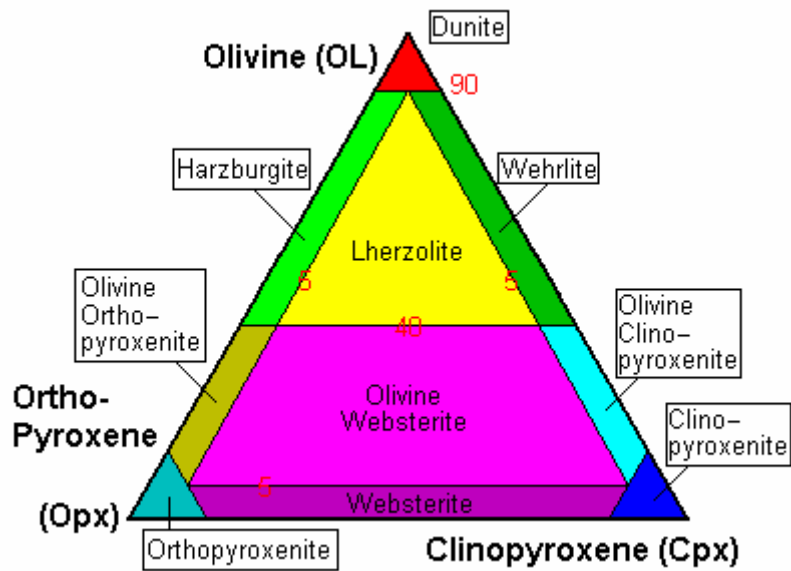 Dunite
Olivine (OL)
90
Harzburgite
Wehrlite
Lherzolite
5
5
Olivine
Ortho-
pyroxenite
Olivine
Clino-
pyroxenite
40
Ortho-
Pyroxene
Olivine
Websterite
Clino-
pyroxenite
5
Websterite
(Opx)
Orthopyroxenite
Clinopyroxene (Cpx)